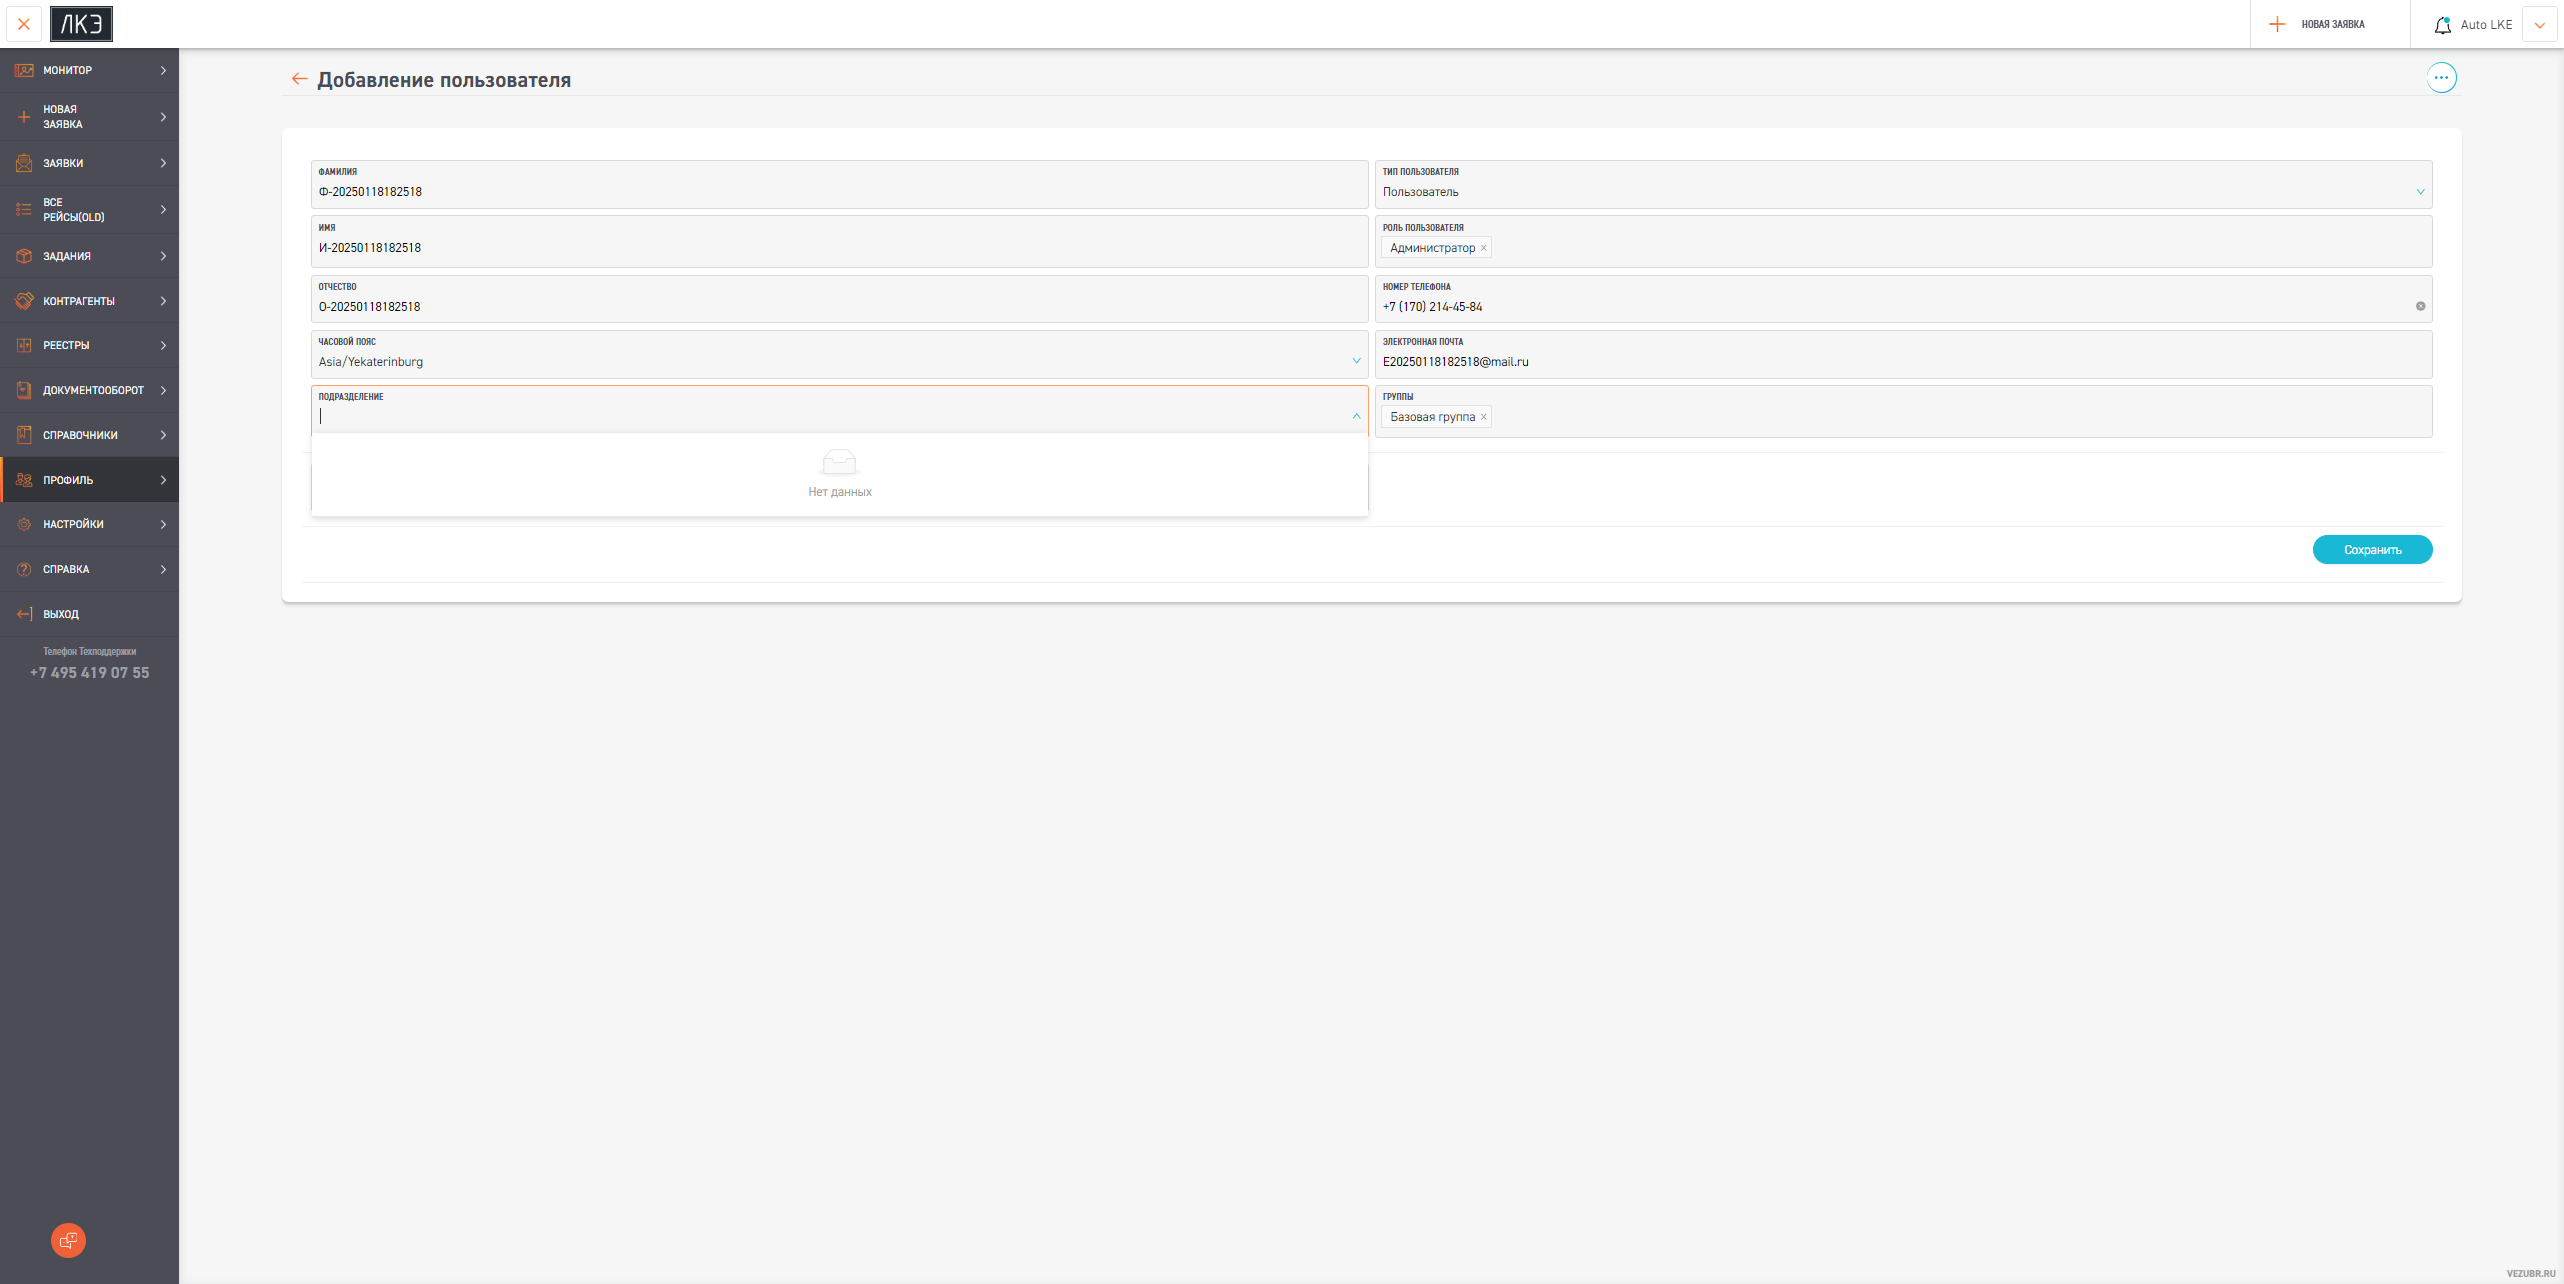 ЛКЭ
НОВАЯ ЗАЯВКА
Auto LKE
МОНИТОР
НОВАЯ
ЗАЯВКА
ЗАЯВКИ
ВСЕ
РЕЙСЫ(OLD)
ЗАДАНИЯ
КОНТРАГЕНТЫ
РЕЕСТРЫ
ДОКУМЕНТООБОРОТ
СПРАВОЧНИКИ
ПРОФИЛЬ
НАСТРОЙКИ
СПРАВКА
ВЫХОД
Телефон Техподдержки
+7 495 419 07 55
Добавление пользователя
ФАМИЛИЯ
Ф-20250118182518
ТИП ПОЛЬЗОВАТЕЛЯ
Пользователь
ИМЯ
И-20250118182518
РОЛЬ ПОЛЬЗОВАТЕЛЯ
Администратор
ОТЧЕСТВО
О-20250118182518
НОМЕР ТЕЛЕФОНА
+7 (170) 214-45-84
ЧАСОВОЙ ПОЯС
Asia/Yekaterinburg
ЭЛЕКТРОННАЯ ПОЧТА
E20250118182518@mail.ru
ПОДРАЗДЕЛЕНИЕ
ГРУППЫ
Базовая группа
Нет данных
Сохранить
VEZUBR.RU